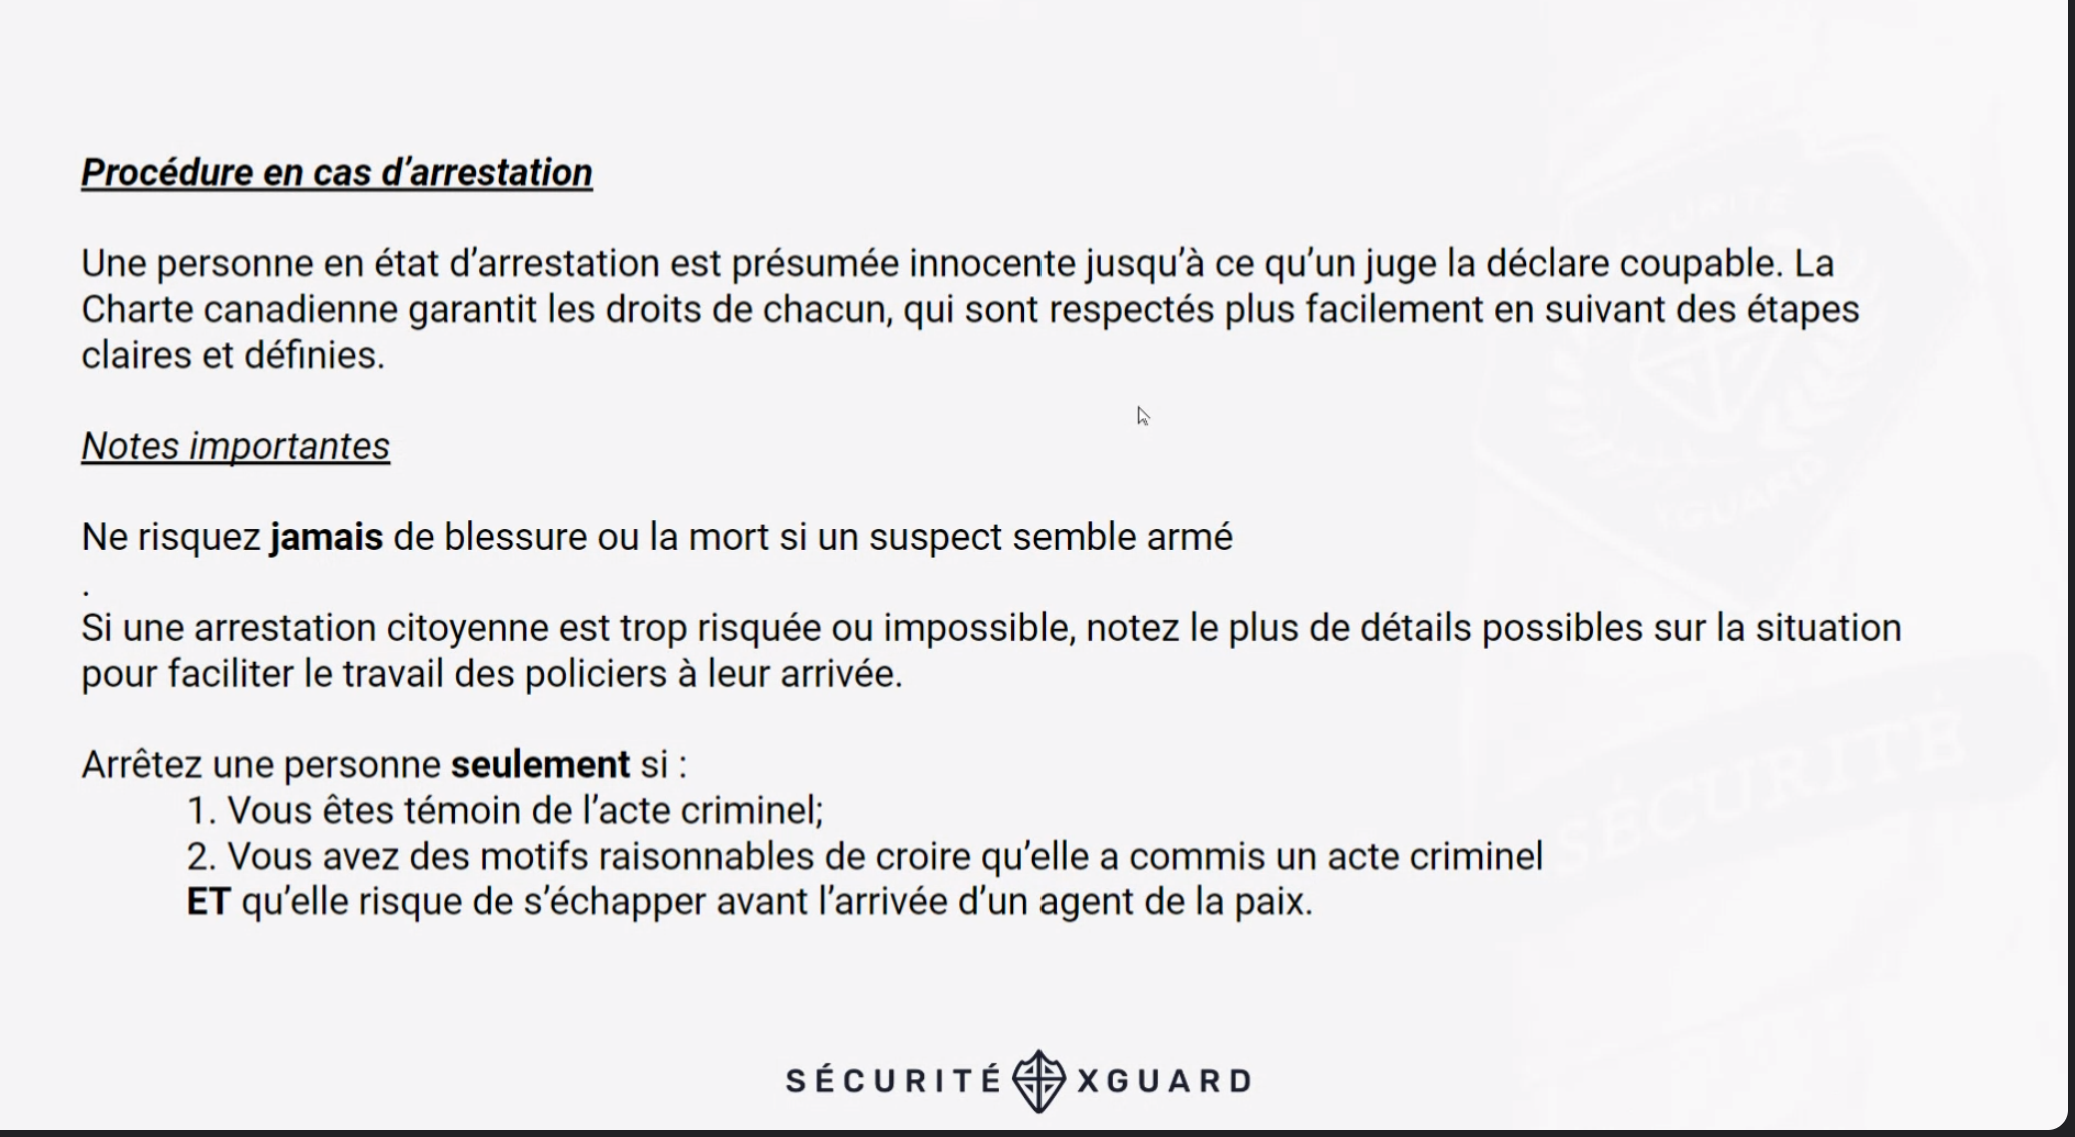 Procédure en cas d’arrestation
Une personne en état d’arrestation est présumée innocente jusqu’à ce qu’un juge la déclare coupable. La
Charte canadienne garantit les droits de chacun, qui sont respectés plus facilement en suivant des étapes
claires et définies.
Notes importantes
Ne risquez jamais de blessure ou la mort si un suspect semble armé
.
Si une arrestation citoyenne est trop risquée ou impossible, notez le plus de détails possibles sur la situation
pour faciliter le travail des policiers à leur arrivée.
Arrêtez une personne seulement si :
1. Vous êtes témoin de l’acte criminel;
2. Vous avez des motifs raisonnables de croire qu’elle a commis un acte criminel
ET qu’elle risque de s’échapper avant l’arrivée d’un agent de la paix.
SÉCURITÉ
XGUARD
SÉCURITÉ
SÉCURITÉ XGUARD